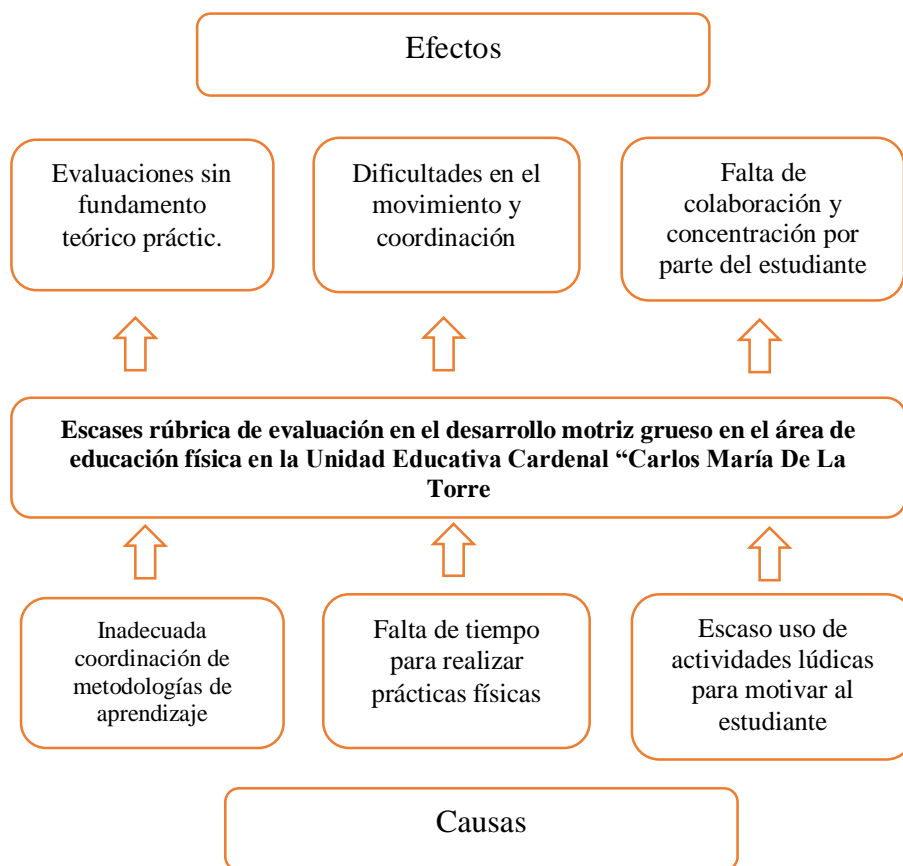 Efectos
Evaluaciones sin
fundamento
teórico práctic.
Dificultades en el
movimiento y
coordinación
Falta de
colaboración y
concentración por
parte del estudiante
Escases rúbrica de evaluación en el desarrollo motriz grueso en el área de
educación física en la Unidad Educativa Cardenal “Carlos María De La
Torre
Inadecuada
coordinación de
metodologías de
aprendizaje
Falta de tiempo
para realizar
prácticas físicas
Escaso uso de
actividades lúdicas
para motivar al
estudiante
Causas